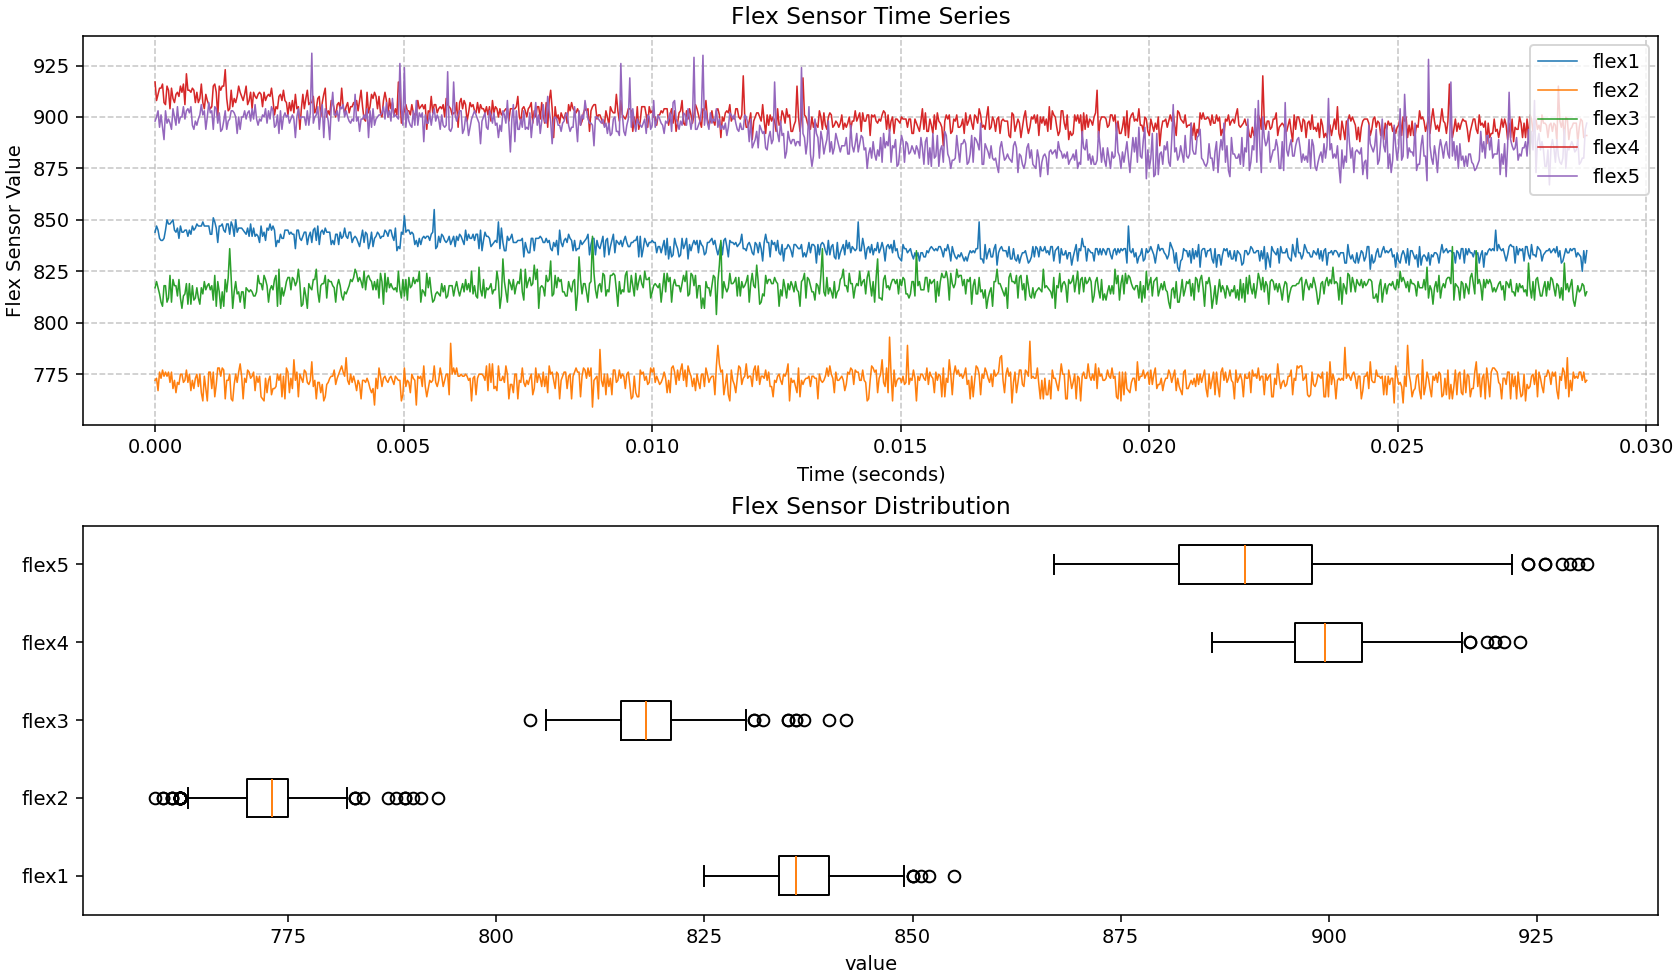 Flex Sensor Time Series
Flex Sensor Value
925
900
875
850
825
800
775
flex1
flex2
flex3
flex4
flex5
0.000 0.005 0.010 0.015 0.020 0.025 0.030
Time (seconds)
Flex Sensor Distribution
flex5
flex4
flex3
flex2
flex1
775 800 825 850 875 900 925
value